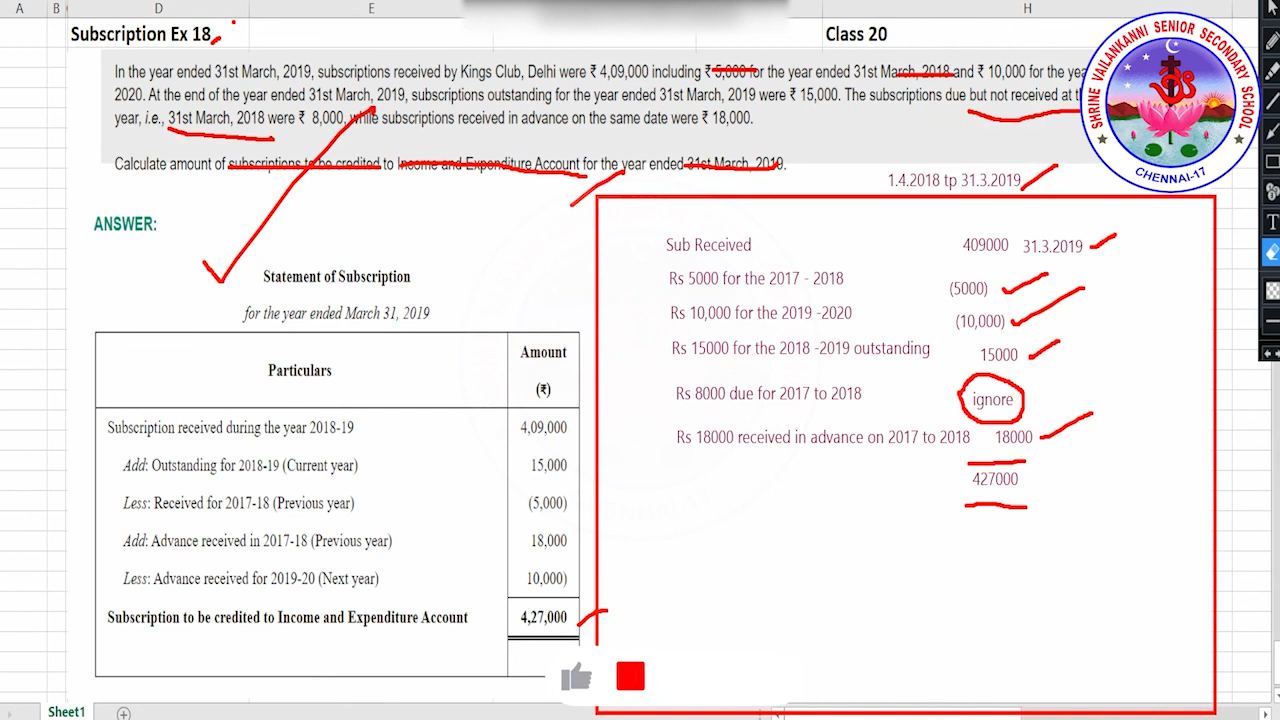 A B D E H
Subscription Ex 18 Class 20
In the year ended 31st March, 2019, subscriptions received by Kings Club, Delhi were ₹ 4,09,000 including ₹ 5,000 for the year ended 31st March, 2018 and ₹ 10,000 for the
2020. At the end of the year ended 31st March, 2019, subscriptions outstanding for the year ended 31st March, 2019 were ₹ 15,000. The subscriptions due but not received at
year, i.e., 31st March, 2018 were ₹ 8,000, while subscriptions received in advance on the same date were ₹ 18,000.
Calculate amount of subscriptions to be credited to Income and Expenditure Account for the year ended 31st March, 2019.
SHRINE VAILANKANNI SENIOR SECONDARY SCHOOL
CHENNAI-17
1.4.2018 tp 31.3.2019
ANSWER:
Statement of Subscription
for the year ended March 31, 2019
Particulars Amount
(₹)
Subscription received during the year 2018-19 4,09,000
Add: Outstanding for 2018-19 (Current year) 15,000
Less: Received for 2017-18 (Previous year) (5,000)
Add: Advance received in 2017-18 (Previous year) 18,000
Less: Advance received for 2019-20 (Next year) 10,000)
Subscription to be credited to Income and Expenditure Account 4,27,000
Sub Received 409000 31.3.2019
Rs 5000 for the 2017 - 2018 (5000)
Rs 10,000 for the 2019 -2020 (10,000)
Rs 15000 for the 2018 -2019 outstanding 15000
Rs 8000 due for 2017 to 2018 ignore
Rs 18000 received in advance on 2017 to 2018 18000
427000
Sheet1